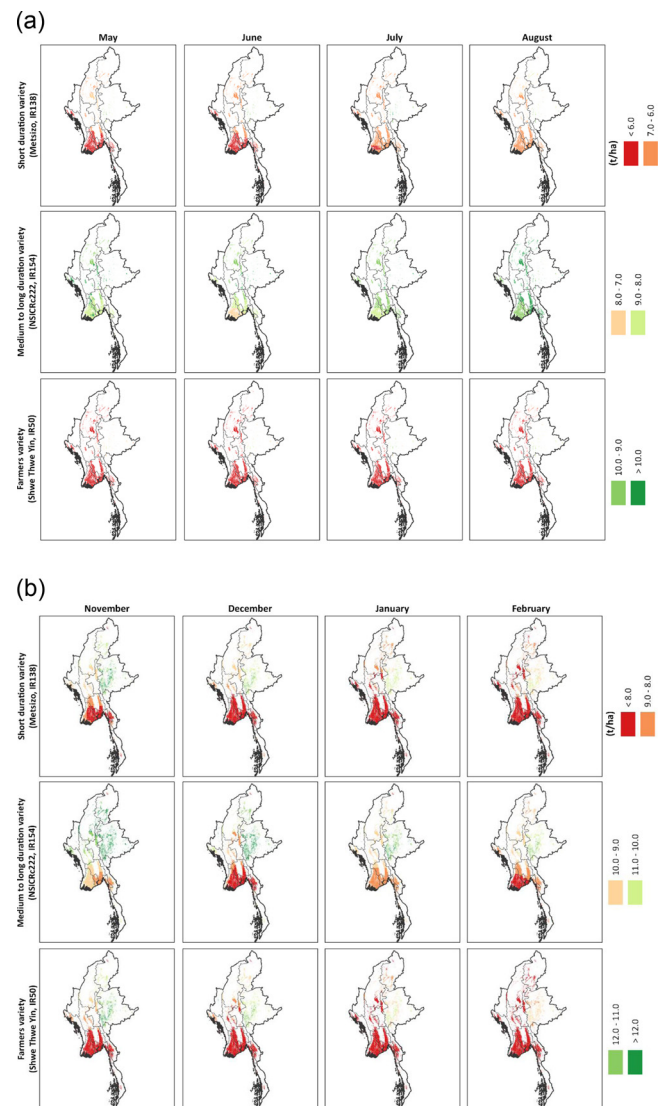 (a)
May
June
July
August
Short duration variety
(Metsizo, IR138)
Medium to long duration variety
(NSICRc222, IR154)
Farmers variety
(Shwe Thwe Yin, IR50)
(t/ha)
< 6.0
7.0 - 6.0
8.0 - 7.0
9.0 - 8.0
10.0 - 9.0
> 10.0
(b)
November
December
January
February
Short duration variety
(Metsizo, IR138)
Medium to long duration variety
(NSICRc222, IR154)
Farmers variety
(Shwe Thwe Yin, IR50)
(t/ha)
< 8.0
9.0 - 8.0
10.0 - 9.0
11.0 - 10.0
12.0 - 11.0
> 12.0